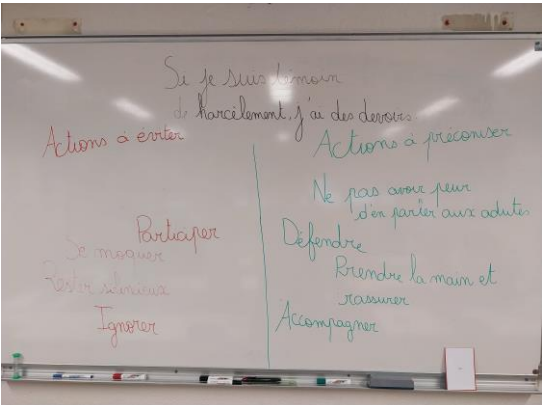 Si je suis témoin
de harcèlement, j'ai des devoirs
Actions à éviter
Participer
Se moquer
Rester silencieux
Ignorer
Actions à préconiser
Ne pas avoir peur
d'en parler aux adultes
Défendre
Prendre la main et
rassurer
Accompagner